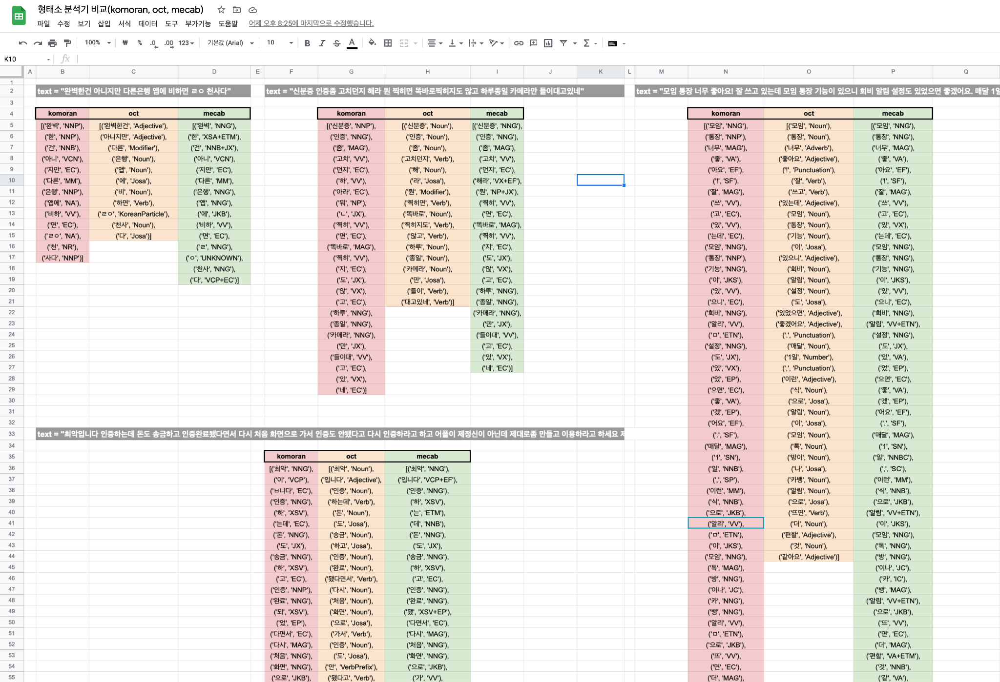 형태소 분석기 비교(komoran, oct, mecab)
파일 수정 보기 삽입 서식 데이터 도구 부가기능 도움말 어제 오후 8:25에 마지막으로 수정했습니다.
100% ₩ % .0 .00 123 기본값 (Arial) 10 B I S A
K10 fx
A B C D E F G H I J K L M N O P Q
1
2
3
4
5
6
7
8
9
10
11
12
13
14
15
16
17
18
19
20
21
22
23
24
25
26
27
28
29
30
31
32
33
34
35
36
37
38
39
40
41
42
43
44
45
46
47
48
49
50
51
52
53
54
55
text = "완벽한건 아니지만 다른은행 앱에 비하면 ㄹㅇ 천사다"
komoran oct mecab
[('완벽', 'NNP'), [('완벽한건', 'Adjective'), [('완벽', 'NNG'),
('한', 'NNP'), ('아니지만', 'Adjective'), ('한', 'XSA+ETM'),
('건', 'NNB'), ('다른', 'Modifier'), ('건', 'NNB+JX'),
('아니', 'VCN'), ('은행', 'Noun'), ('아니', 'VCN'),
('지만', 'EC'), ('앱', 'Noun'), ('지만', 'EC'),
('다른', 'MM'), ('에', 'Josa'), ('다른', 'MM'),
('은행', 'NNP'), ('비', 'Noun'), ('은행', 'NNG'),
('앱에', 'NA'), ('하면', 'Verb'), ('앱', 'NNG'),
('비하', 'VV'), ('ㄹㅇ', 'KoreanParticle'), ('에', 'JKB'),
('면', 'EC'), ('천사', 'Noun'), ('비하', 'VV'),
('ㄹㅇ', 'NA'), ('다', 'Josa')] ('면', 'EC'),
('천', 'NR'), ('ㄹ', 'NNG'),
('사다', 'NNP')] ('ㅇ', 'UNKNOWN'),
('천사', 'NNG'),
('다', 'VCP+EC')]
text = "신분증 인증좀 고치던지 해라 뭔 찍히면 똑바로찍히지도 않고 하루종일 카메라만 들이대고있네"
komoran oct mecab
[('신분증', 'NNP'), [('신분증', 'Noun'), [('신분증', 'NNG'),
('인증', 'NNG'), ('인증', 'Noun'), ('인증', 'NNG'),
('좀', 'MAG'), ('좀', 'Noun'), ('좀', 'MAG'),
('고치', 'VV'), ('고치던지', 'Verb'), ('고치', 'VV'),
('던지', 'EC'), ('해', 'Noun'), ('던지', 'EC'),
('하', 'VV'), ('라', 'Josa'), ('해라', 'VX+EF'),
('아라', 'EC'), ('뭔', 'Modifier'), ('뭔', 'NP+JX'),
('뭐', 'NP'), ('찍히면', 'Verb'), ('찍히', 'VV'),
('ㄴ', 'JX'), ('똑바로', 'Noun'), ('면', 'EC'),
('찍히', 'VV'), ('찍히지도', 'Verb'), ('똑바로', 'MAG'),
('면', 'EC'), ('않고', 'Verb'), ('찍히', 'VV'),
('똑바로', 'MAG'), ('하루', 'Noun'), ('지', 'EC'),
('찍히', 'VV'), ('종일', 'Noun'), ('도', 'JX'),
('지', 'EC'), ('카메라', 'Noun'), ('않', 'VX'),
('도', 'JX'), ('만', 'Josa'), ('고', 'EC'),
('않', 'VX'), ('들이', 'Verb'), ('하루', 'NNG'),
('고', 'EC'), ('대고있네', 'Verb')] ('종일', 'NNG'),
('하루', 'NNG'), ('카메라', 'NNG'),
('종일', 'NNG'), ('만', 'JX'),
('카메라', 'NNG'), ('들이대', 'VV'),
('만', 'JX'), ('고', 'EC'),
('들이대', 'VV'), ('있', 'VX'),
('고', 'EC'), ('네', 'EC')]
('있', 'VX'),
('네', 'EC')]
text = "모임 통장 너무 좋아요! 잘 쓰고 있는데 모임 통장 기능이 있으니 회비 알림 설정도 있었으면 좋겠어요. 매달 1일
komoran oct mecab
[('모임', 'NNG'), [('모임', 'Noun'), [('모임', 'NNG'),
('통장', 'NNP'), ('통장', 'Noun'), ('통장', 'NNG'),
('너무', 'MAG'), ('너무', 'Adverb'), ('너무', 'MAG'),
('좋', 'VA'), ('좋아요', 'Adjective'), ('좋', 'VA'),
('아요', 'EF'), ('!', 'Punctuation'), ('아요', 'EF'),
('!', 'SF'), ('잘', 'Verb'), ('!', 'SF'),
('잘', 'MAG'), ('쓰고', 'Verb'), ('잘', 'MAG'),
('쓰', 'VV'), ('있는데', 'Adjective'), ('쓰', 'VV'),
('고', 'EC'), ('모임', 'Noun'), ('고', 'EC'),
('있', 'VV'), ('통장', 'Noun'), ('있', 'VX'),
('는데', 'EC'), ('기능', 'Noun'), ('는데', 'EC'),
('모임', 'NNG'), ('이', 'Josa'), ('모임', 'NNG'),
('통장', 'NNP'), ('있으니', 'Adjective'), ('통장', 'NNG'),
('기능', 'NNG'), ('회비', 'Noun'), ('기능', 'NNG'),
('이', 'JKS'), ('알림', 'Noun'), ('이', 'JKS'),
('있', 'VV'), ('설정', 'Noun'), ('있', 'VV'),
('으니', 'EC'), ('도', 'Josa'), ('으니', 'EC'),
('회비', 'NNG'), ('있었으면', 'Adjective'), ('회비', 'NNG'),
('알리', 'VV'), ('좋겠어요', 'Adjective'), ('알림', 'VV+ETN'),
('ㅁ', 'ETN'), ('.', 'Punctuation'), ('설정', 'NNG'),
('설정', 'NNG'), ('매달', 'Noun'), ('도', 'JX'),
('도', 'JX'), ('1일', 'Number'), ('있', 'VA'),
('있', 'VX'), (',', 'Punctuation'), ('었', 'EP'),
('었', 'EP'), ('이런', 'Adjective'), ('으면', 'EC'),
('으면', 'EC'), ('식', 'Noun'), ('좋', 'VA'),
('좋', 'VA'), ('으로', 'Josa'), ('겠', 'EP'),
('겠', 'EP'), ('알림', 'Noun'), ('어요', 'EF'),
('어요', 'EF'), ('이', 'Josa'), ('.', 'SF'),
('.', 'SF'), ('모임', 'Noun'), ('매달', 'MAG'),
('매달', 'MAG'), ('톡', 'Noun'), ('1', 'SN'),
('1', 'SN'), ('방이', 'Noun'), ('일', 'NNBC'),
('일', 'NNB'), ('나', 'Josa'), (',', 'SC'),
(',', 'SP'), ('카뱅', 'Noun'), ('이런', 'MM'),
('이런', 'MM'), ('알림', 'Noun'), ('식', 'NNB'),
('식', 'NNB'), ('으로', 'Josa'), ('으로', 'JKB'),
('으로', 'JKB'), ('뜨면', 'Verb'), ('알림', 'VV+ETN'),
('알리', 'VV'), ('더', 'Noun'), ('이', 'JKS'),
('ㅁ', 'ETN'), ('편할', 'Adjective'), ('모임', 'NNG'),
('이', 'JKS'), ('것', 'Noun'), ('톡', 'NNG'),
('모임', 'NNG'), ('같아요', 'Adjective')] ('방', 'NNG'),
('톡', 'MAG'), ('이나', 'JC'),
('방', 'NNG'), ('카', 'IC'),
('이나', 'JC'), ('뱅', 'MAG'),
('카', 'NNG'), ('알림', 'VV+ETN'),
('뱅', 'NNG'), ('으로', 'JKB'),
('알리', 'VV'), ('뜨', 'VV'),
('ㅁ', 'ETN'), ('면', 'EC'),
('으로', 'JKB'), ('더', 'MAG'),
('뜨', 'VV'), ('편할', 'VA+ETM'),
('면', 'EC'), ('것', 'NNB'),
('더', 'MAG'), ('같', 'VA'),
text = "최악입니다 인증하는데 돈도 송금하고 인증완료됐다면서 다시 처음 화면으로 가서 인증도 안됐다고 다시 인증하라고 하고 어플이 제정신이 아닌데 제대로좀 만들고 이용하라고 하세요
komoran oct mecab
[('최악', 'NNG'), [('최악', 'Noun'), [('최악', 'NNG'),
('이', 'VCP'), ('입니다', 'Adjective'), ('입니다', 'VCP+EF'),
('ㅂ니다', 'EC'), ('인증', 'Noun'), ('인증', 'NNG'),
('인증', 'NNG'), ('하는데', 'Verb'), ('하', 'XSV'),
('하', 'XSV'), ('돈', 'Noun'), ('는', 'ETM'),
('는데', 'EC'), ('도', 'Josa'), ('데', 'NNB'),
('돈', 'NNG'), ('송금', 'Noun'), ('돈', 'NNG'),
('도', 'JX'), ('하고', 'Josa'), ('도', 'JX'),
('송금', 'NNG'), ('인증', 'Noun'), ('송금', 'NNG'),
('하', 'XSV'), ('완료', 'Noun'), ('하', 'XSV'),
('고', 'EC'), ('됐다면서', 'Verb'), ('고', 'EC'),
('인증', 'NNP'), ('다시', 'Noun'), ('인증', 'NNG'),
('완료', 'NNG'), ('처음', 'Noun'), ('완료', 'NNG'),
('되', 'XSV'), ('화면', 'Noun'), ('됐', 'XSV+EP'),
('었', 'EP'), ('으로', 'Josa'), ('다면서', 'EC'),
('다면서', 'EC'), ('가서', 'Verb'), ('다시', 'MAG'),
('다시', 'MAG'), ('인증', 'Noun'), ('처음', 'NNG'),
('처음', 'NNG'), ('도', 'Josa'), ('화면', 'NNG'),
('화면', 'NNG'), ('안', 'VerbPrefix'), ('으로', 'JKB'),
('으로', 'JKB'), ('됐다고', 'Verb'), ('가', 'VV'),